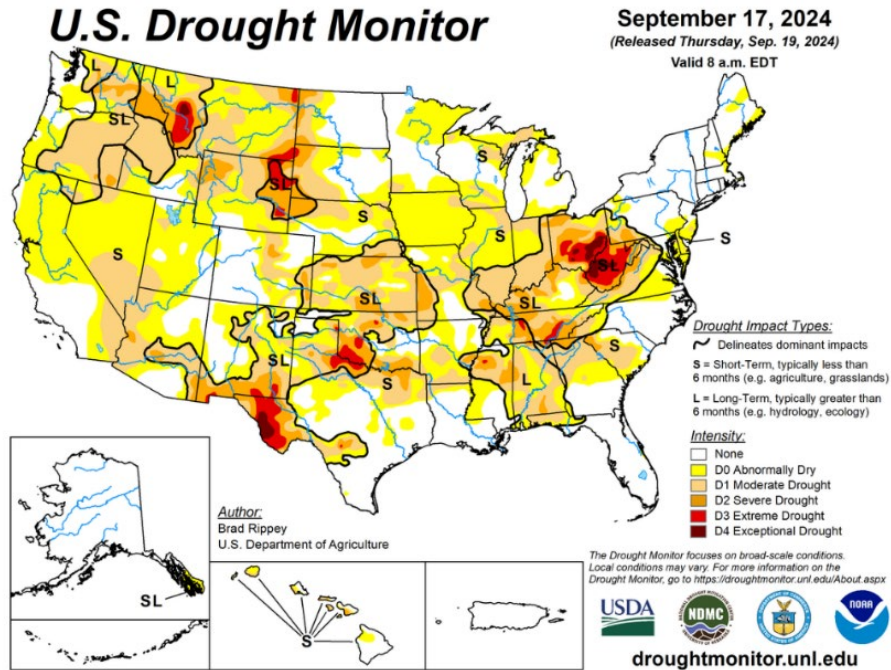 U.S. Drought Monitor
September 17, 2024
(Released Thursday, Sep. 19, 2024)
Valid 8 a.m. EDT
L
L
SL
S
SL
S
S
S
S
SL
SL
SL
SL
S
L
S
S
Drought Impact Types:
Delineates dominant impacts
S = Short-Term, typically less than
6 months (e.g. agriculture, grasslands)
L = Long-Term, typically greater than
6 months (e.g. hydrology, ecology)
Intensity:
None
D0 Abnormally Dry
D1 Moderate Drought
D2 Severe Drought
D3 Extreme Drought
D4 Exceptional Drought
Author:
Brad Rippey
U.S. Department of Agriculture
SL
S
The Drought Monitor focuses on broad-scale conditions.
Local conditions may vary. For more information on the
Drought Monitor, go to https://droughtmonitor.unl.edu/About.aspx
USDA
NDMC
NOAA
droughtmonitor.unl.edu